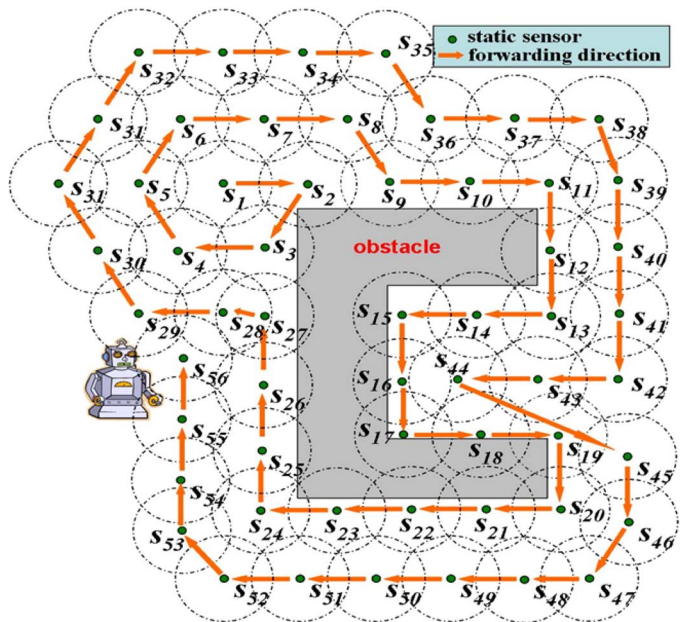 static sensor
forwarding direction
S35
S32 S33 S34
S31 S6 S7 S8 S36 S37 S38
S31 S5 S1 S2 S9 S10 S11 S39
S30 S4 S3 obstacle S12 S40
S29 S28 S27 S15 S14 S13 S41
S56 S26 S16 S44 S43 S42
S55 S25 S17 S18 S19 S45
S54 S24 S23 S22 S21 S20 S46
S53
S52 S51 S50 S49 S48 S47